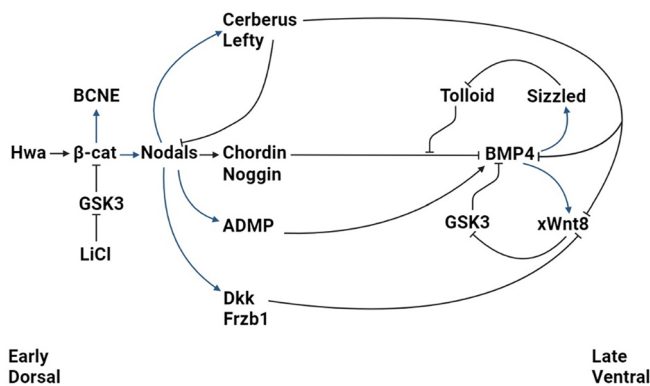 Cerberus
Lefty
BCNE
Tolloid
Sizzled
Hwa
β-cat
Nodals
Chordin
Noggin
BMP4
GSK3
LiCl
ADMP
GSK3
xWnt8
Dkk
Frzb1
Early
Dorsal
Late
Ventral